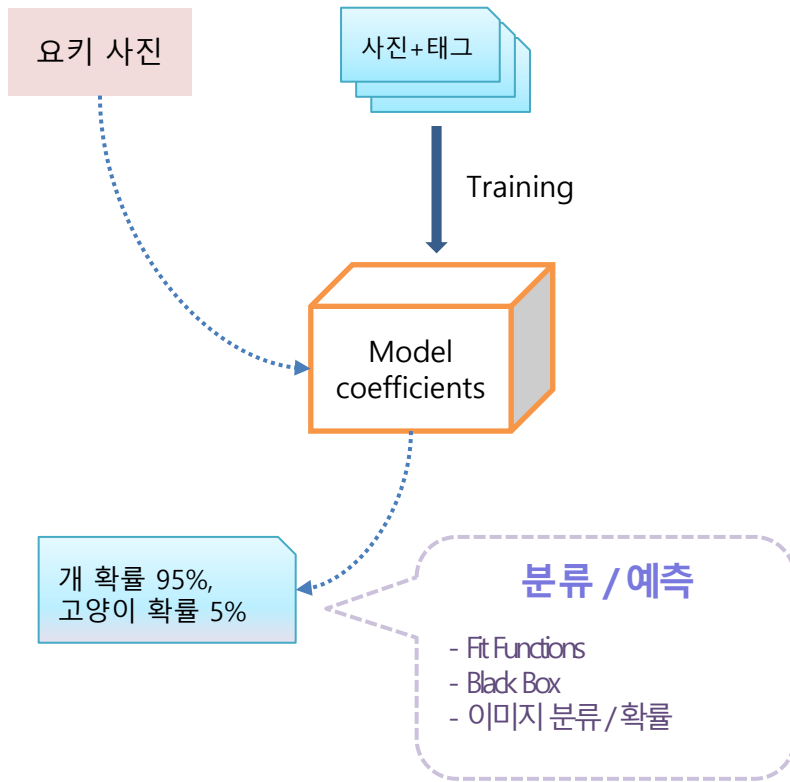 요키 사진
사진+태그
Training
Model
coefficients
개 확률 95%,
고양이 확률 5%
분류 / 예측
- Fit Functions
- Black Box
- 이미지 분류 / 확률